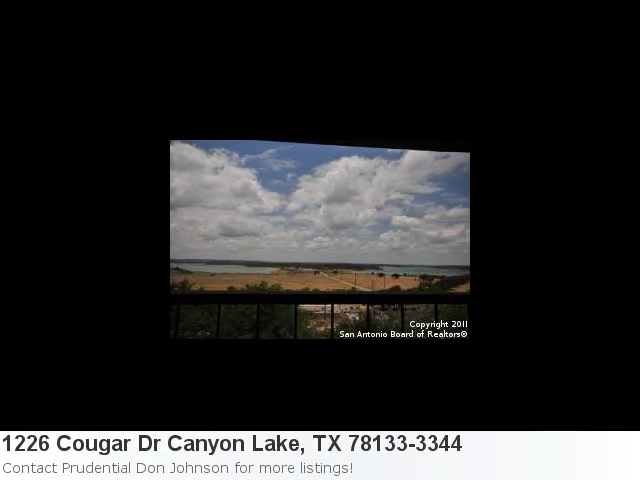 Copyright 2011
San Antonio Board of Realtors®
1226 Cougar Dr Canyon Lake, TX 78133-3344
Contact Prudential Don Johnson for more listings!